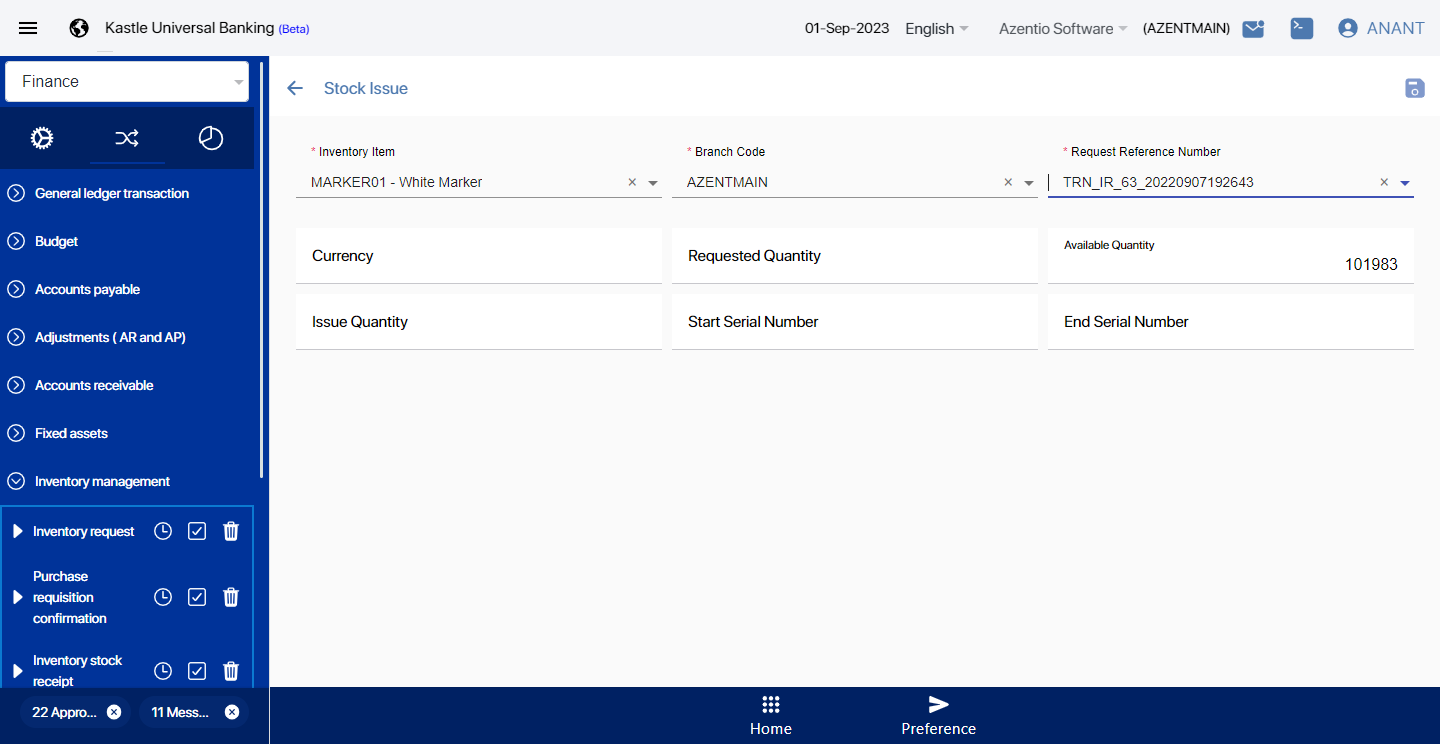 Kastle Universal Banking (Beta)
01-Sep-2023 English Azentio Software (AZENTMAIN) ANANT
Finance
General ledger transaction
Budget
Accounts payable
Adjustments ( AR and AP)
Accounts receivable
Fixed assets
Inventory management
Inventory request
Purchase
requisition
confirmation
Inventory stock
receipt
22 Appro...
11 Mess...
Stock Issue
* Inventory Item
MARKER01 - White Marker
* Branch Code
AZENTMAIN
* Request Reference Number
TRN_IR_63_20220907192643
Currency
Requested Quantity
Available Quantity
101983
Issue Quantity
Start Serial Number
End Serial Number
Home
Preference